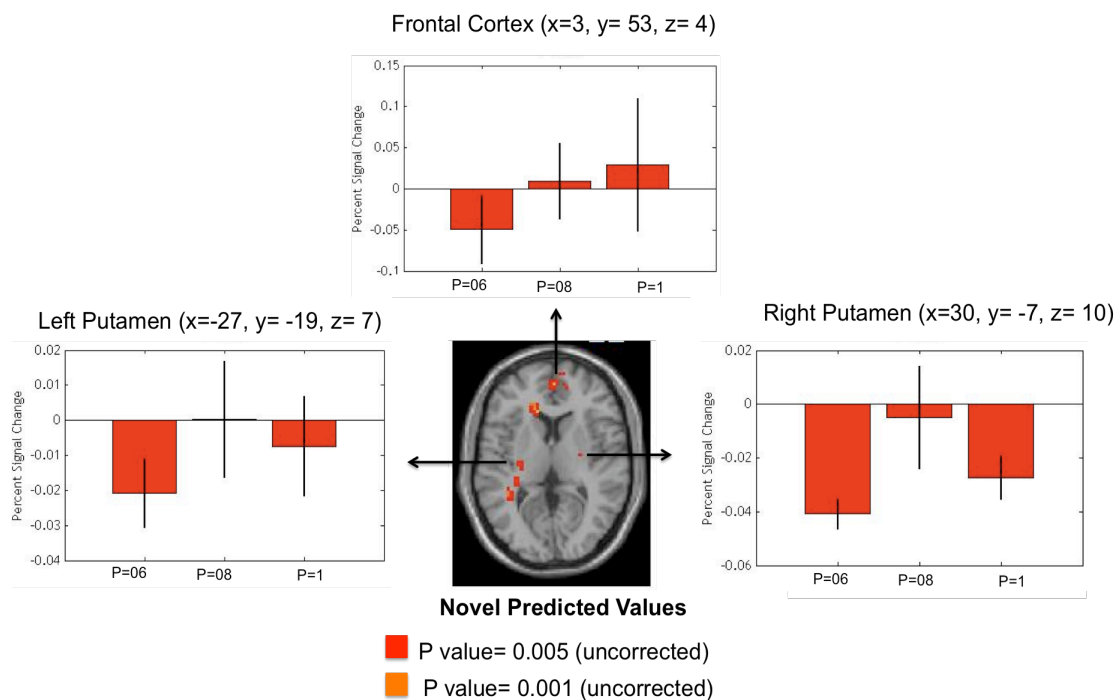 Frontal Cortex (x=3, y= 53, z= 4)
0.15
0.1
0.05
0
-0.05
-0.1
Percent Signal Change
P=06 P=08 P=1
Left Putamen (x=-27, y= -19, z= 7)
0.02
0.01
0
-0.01
-0.02
-0.03
-0.04
Percent Signal Change
P=06 P=08 P=1
Right Putamen (x=30, y= -7, z= 10)
0.02
0
-0.02
-0.04
-0.06
Percent Signal Change
P=06 P=08 P=1
Novel Predicted Values
P value= 0.005 (uncorrected)
P value= 0.001 (uncorrected)